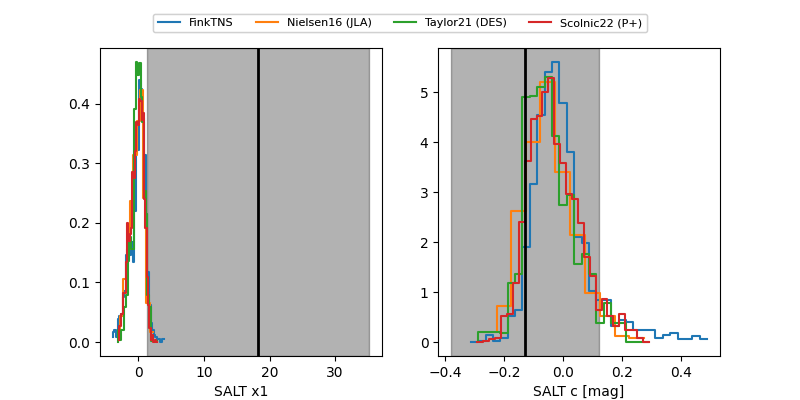 FinkTNS Nielsen16 (JLA) Taylor21 (DES) Scolnic22 (P+)
0.4
0.3
0.2
0.1
0.0
0 10 20 30
SALT x1
5
4
3
2
1
0
−0.4 −0.2 0.0 0.2 0.4
SALT c [mag]